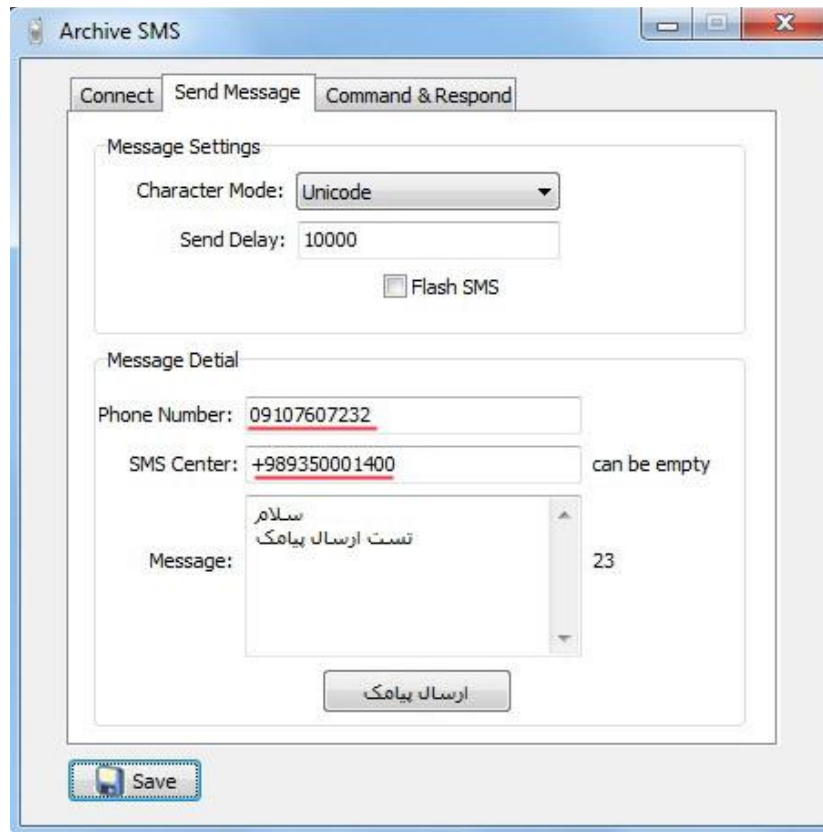 Archive SMS
Connect Send Message Command & Respond
Message Settings
Character Mode: Unicode
Send Delay: 10000
Flash SMS
Message Detial
Phone Number: 09107607232
SMS Center: +989350001400 can be empty
Message:
سلام
تست ارسال پیامک
23
ارسال پیامک
Save